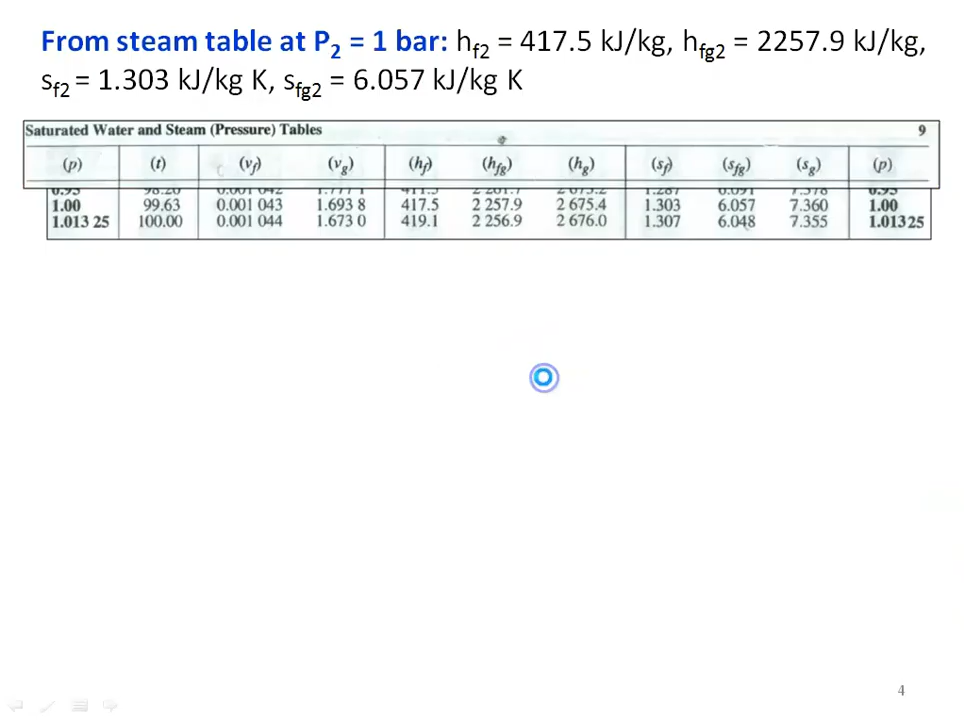 From steam table at P2 = 1 bar: hf2 = 417.5 kJ/kg, hfg2 = 2257.9 kJ/kg,
sf2 = 1.303 kJ/kg K, sfg2 = 6.057 kJ/kg K
Saturated Water and Steam (Pressure) Tables 9
(p) (t) (vf) (vg) (hf) (hfg) (hg) (sf) (sfg) (sg) (p)
1.00 99.63 0.001 043 1.693 8 417.5 2 257.9 2 675.4 1.303 6.057 7.360 1.00
1.013 25 100.00 0.001 044 1.673 0 419.1 2 256.9 2 676.0 1.307 6.048 7.355 1.013 25
4